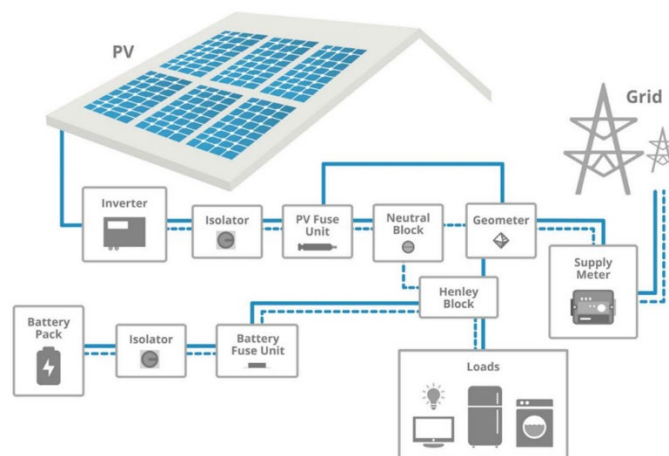 PV
Grid
Inverter
Isolator
PV Fuse
Unit
Neutral
Block
Geometer
Supply
Meter
Henley
Block
Battery
Pack
Isolator
Battery
Fuse Unit
Loads